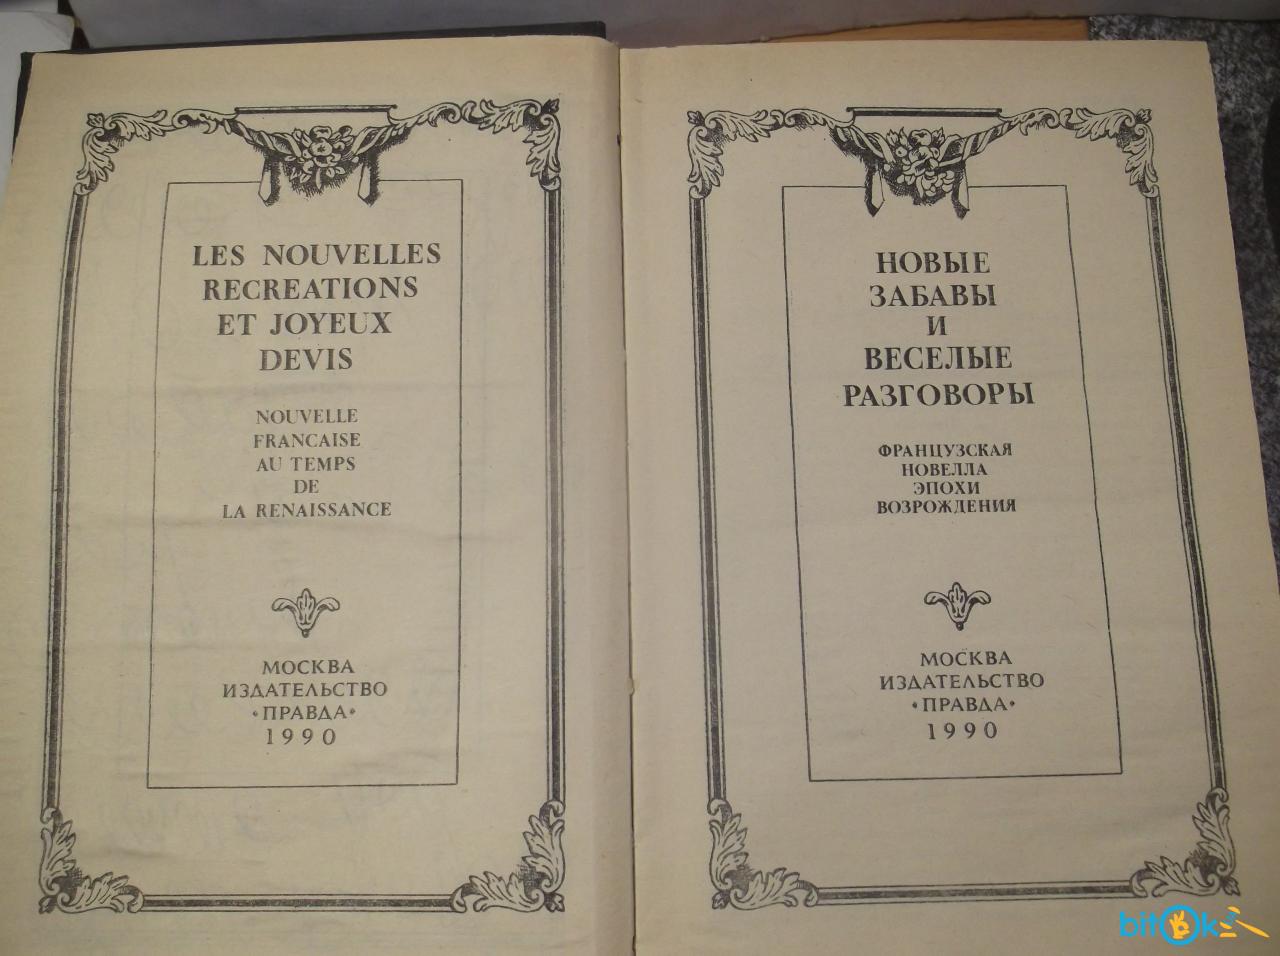 LES NOUVELLES
RECREATIONS
ET JOYEUX
DEVIS
NOUVELLE
FRANCAISE
AU TEMPS
DE
LA RENAISSANCE
МОСКВА
ИЗДАТЕЛЬСТВО
«ПРАВДА»
1990
НОВЫЕ
ЗАБАВЫ
И
ВЕСЕЛЫЕ
РАЗГОВОРЫ
ФРАНЦУЗСКАЯ
НОВЕЛЛА
ЭПОХИ
ВОЗРОЖДЕНИЯ
МОСКВА
ИЗДАТЕЛЬСТВО
«ПРАВДА»
1990